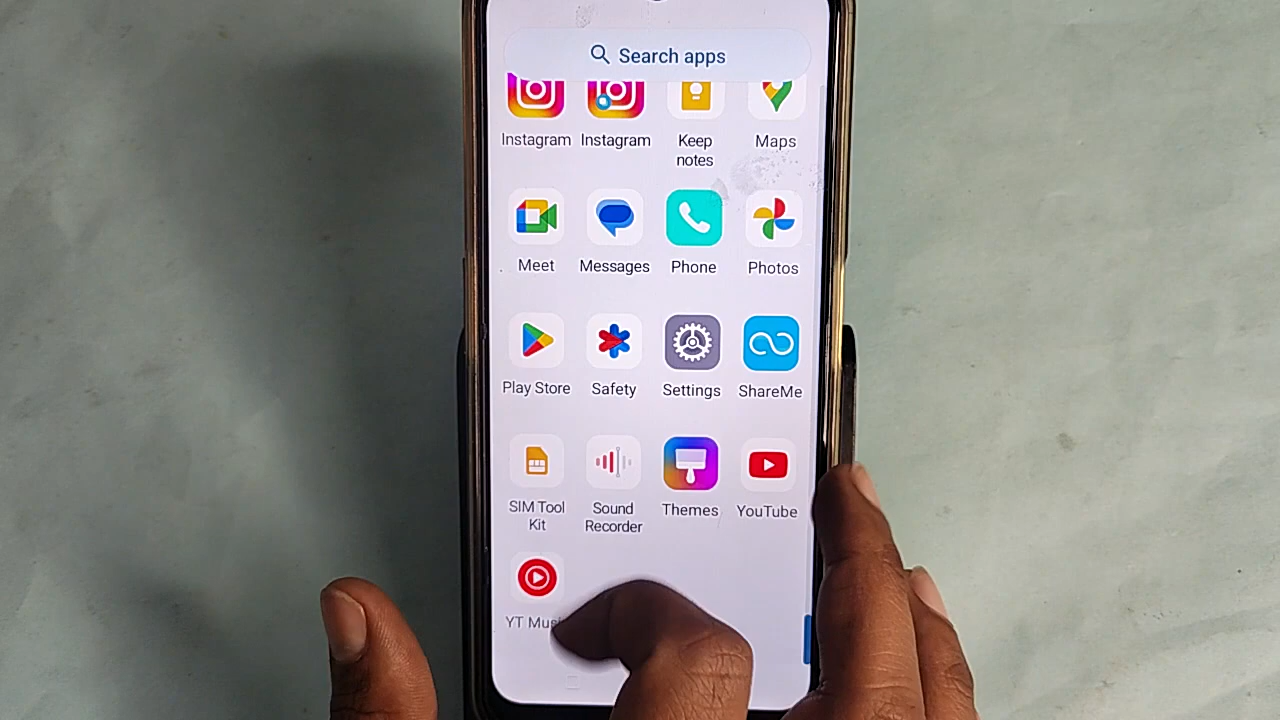 Search apps
Instagram
Instagram
Keep
notes
Maps
Meet
Messages
Phone
Photos
Play Store
Safety
Settings
ShareMe
SIM Tool
Kit
Sound
Recorder
Themes
YouTube
YT